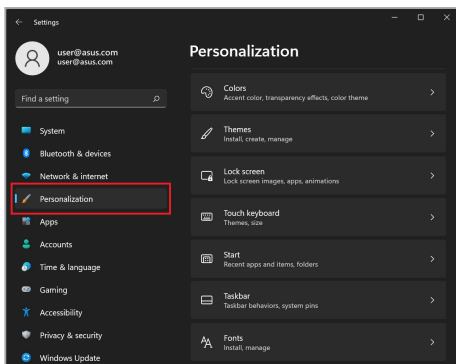 Settings
user@asus.com
user@asus.com
Find a setting
System
Bluetooth & devices
Network & internet
Personalization
Apps
Accounts
Time & language
Gaming
Accessibility
Privacy & security
Windows Update
Personalization
Colors
Accent color, transparency effects, color theme
Themes
Install, create, manage
Lock screen
Lock screen images, apps, animations
Touch keyboard
Themes, size
Start
Recent apps and items, folders
Taskbar
Taskbar behaviors, system pins
Fonts
Install, manage